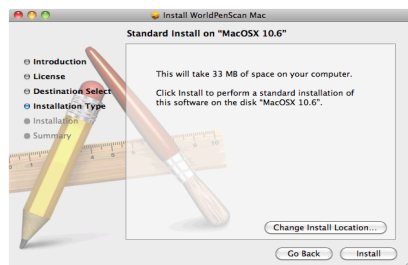 Install WorldPenScan Mac
Standard Install on "MacOSX 10.6"
Introduction
License
Destination Select
Installation Type
Installation
Summary
This will take 33 MB of space on your computer.
Click Install to perform a standard installation of
this software on the disk "MacOSX 10.6".
Change Install Location...
Go Back
Install